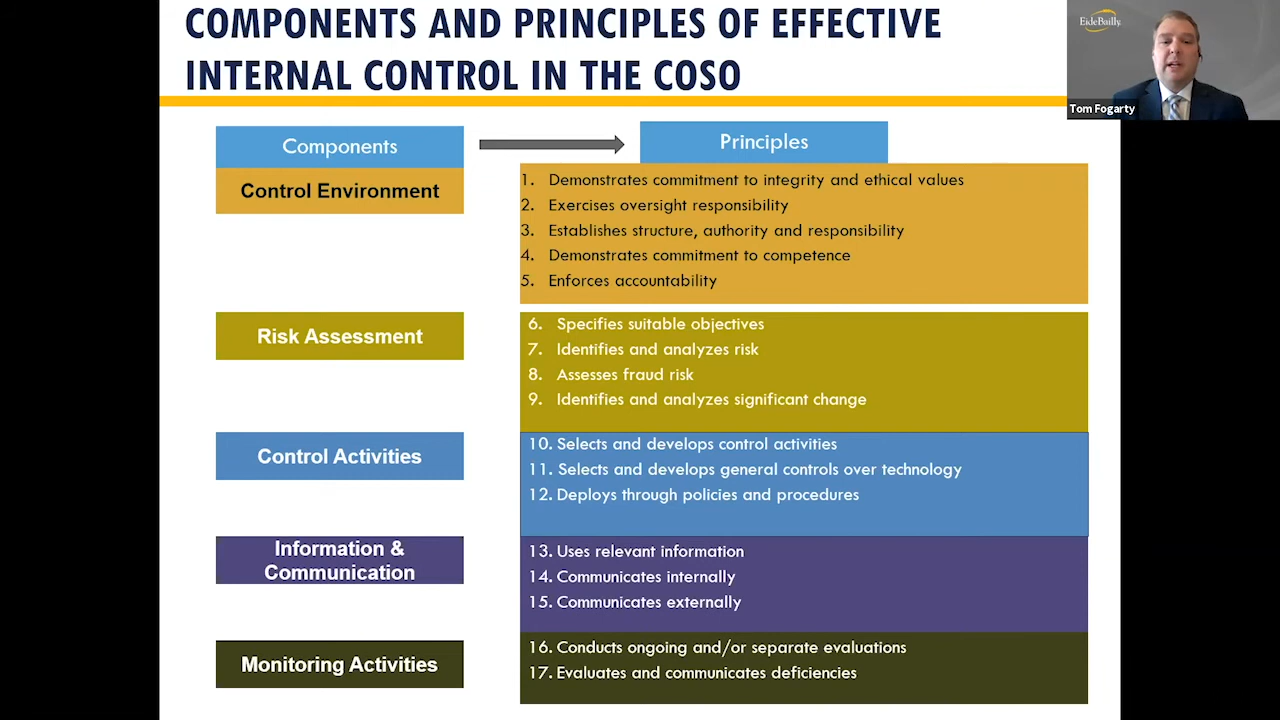 COMPONENTS AND PRINCIPLES OF EFFECTIVE
INTERNAL CONTROL IN THE COSO
EideBailly
Tom Fogarty
Components
Principles
Control Environment
1. Demonstrates commitment to integrity and ethical values
2. Exercises oversight responsibility
3. Establishes structure, authority and responsibility
4. Demonstrates commitment to competence
5. Enforces accountability
Risk Assessment
6. Specifies suitable objectives
7. Identifies and analyzes risk
8. Assesses fraud risk
9. Identifies and analyzes significant change
Control Activities
10. Selects and develops control activities
11. Selects and develops general controls over technology
12. Deploys through policies and procedures
Information &
Communication
13. Uses relevant information
14. Communicates internally
15. Communicates externally
Monitoring Activities
16. Conducts ongoing and/or separate evaluations
17. Evaluates and communicates deficiencies